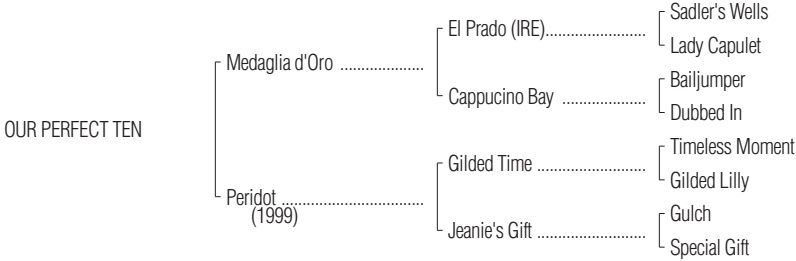 Sadler's Wells
El Prado (IRE)........................
Lady Capulet
Medaglia d'Oro ....................
Bailjumper
Cappucino Bay ....................
Dubbed In
OUR PERFECT TEN
Timeless Moment
Gilded Time ..........................
Gilded Lilly
Peridot ..................................
(1999)
Gulch
Jeanie's Gift ..........................
Special Gift